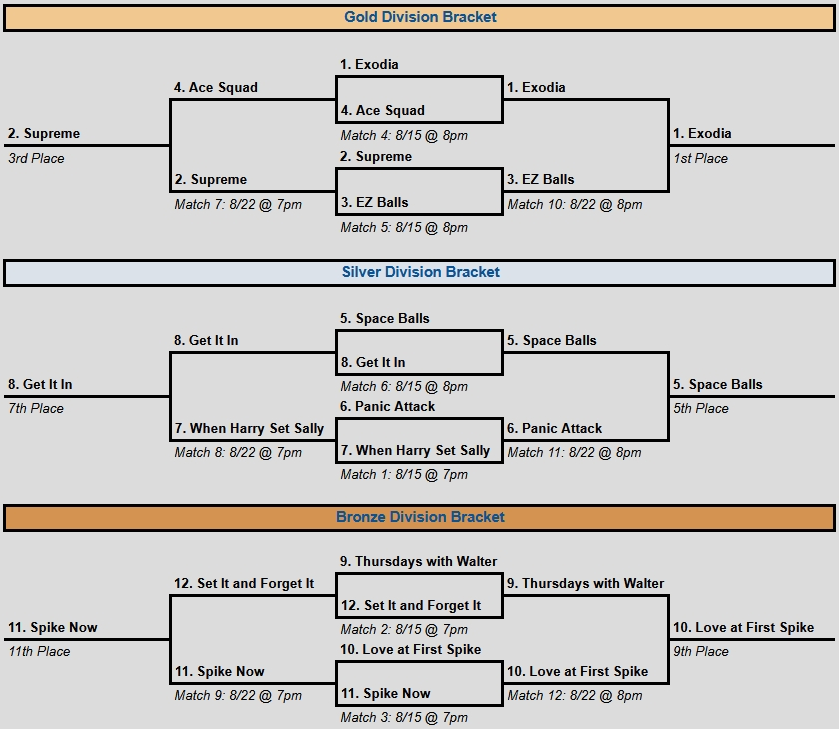 Gold Division Bracket
1. Exodia
4. Ace Squad
1. Exodia
4. Ace Squad
2. Supreme
1. Exodia
Match 4: 8/15 @ 8pm
3rd Place
2. Supreme
1st Place
2. Supreme
3. EZ Balls
3. EZ Balls
Match 7: 8/22 @ 7pm
Match 10: 8/22 @ 8pm
Match 5: 8/15 @ 8pm
Silver Division Bracket
5. Space Balls
8. Get It In
5. Space Balls
8. Get It In
8. Get It In
5. Space Balls
Match 6: 8/15 @ 8pm
7th Place
6. Panic Attack
5th Place
7. When Harry Set Sally
6. Panic Attack
7. When Harry Set Sally
Match 8: 8/22 @ 7pm
Match 11: 8/22 @ 8pm
Match 1: 8/15 @ 7pm
Bronze Division Bracket
9. Thursdays with Walter
12. Set It and Forget It
9. Thursdays with Walter
12. Set It and Forget It
11. Spike Now
10. Love at First Spike
Match 2: 8/15 @ 7pm
11th Place
10. Love at First Spike
9th Place
11. Spike Now
10. Love at First Spike
11. Spike Now
Match 9: 8/22 @ 7pm
Match 12: 8/22 @ 8pm
Match 3: 8/15 @ 7pm